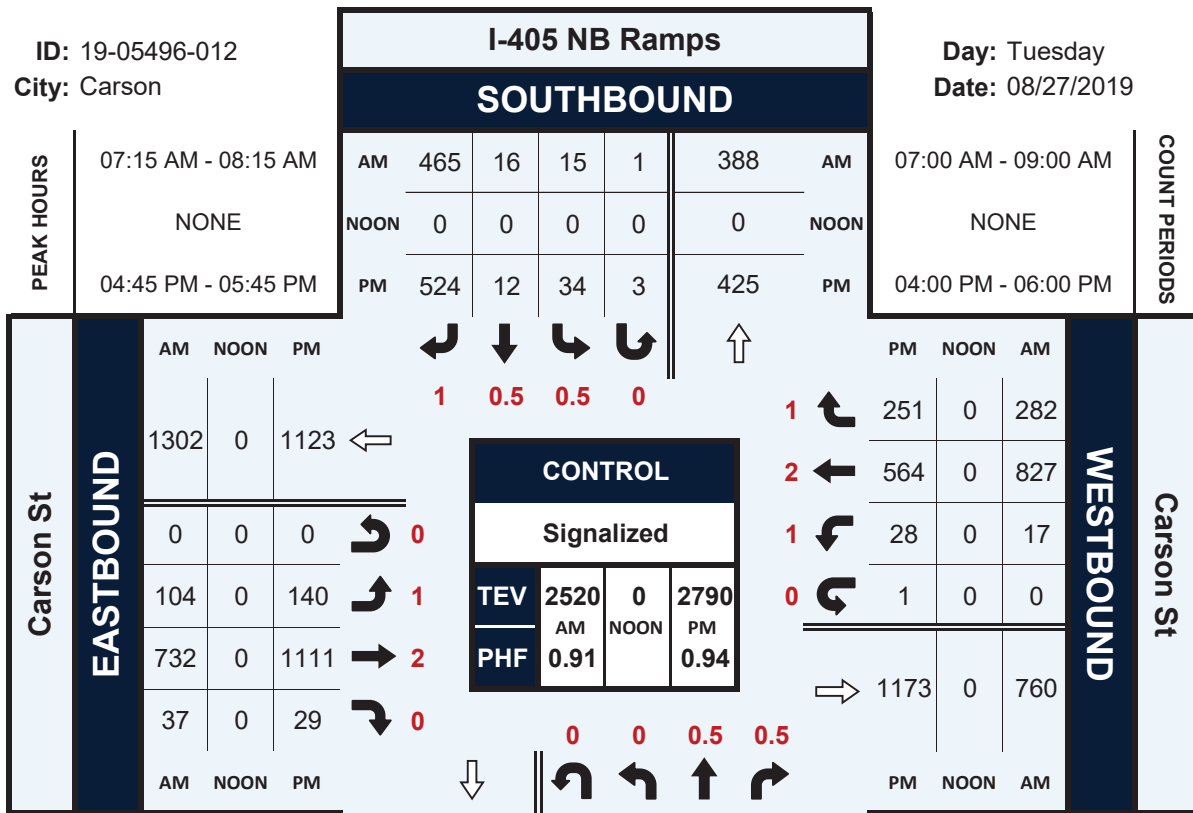 I-405 NB Ramps
ID: 19-05496-012
City: Carson
Day: Tuesday
Date: 08/27/2019
SOUTHBOUND
PEAK HOURS
07:15 AM - 08:15 AM
NONE
04:45 PM - 05:45 PM
AM 465 16 15 1 388 AM
NOON 0 0 0 0 0 NOON
PM 524 12 34 3 425 PM
07:00 AM - 09:00 AM
NONE
04:00 PM - 06:00 PM
COUNT PERIODS
1 0.5 0.5 0
Carson St
EASTBOUND
AM NOON PM
1302 0 1123
0 0 0 0
104 0 140 1
732 0 1111 2
37 0 29 0
AM NOON PM
CONTROL
Signalized
TEV 2520 0 2790
AM NOON PM
PHF 0.91 0.94
PM NOON AM
1 251 0 282
2 564 0 827
1 28 0 17
0 1 0 0
1173 0 760
PM NOON AM
WESTBOUND
Carson St
0 0 0.5 0.5